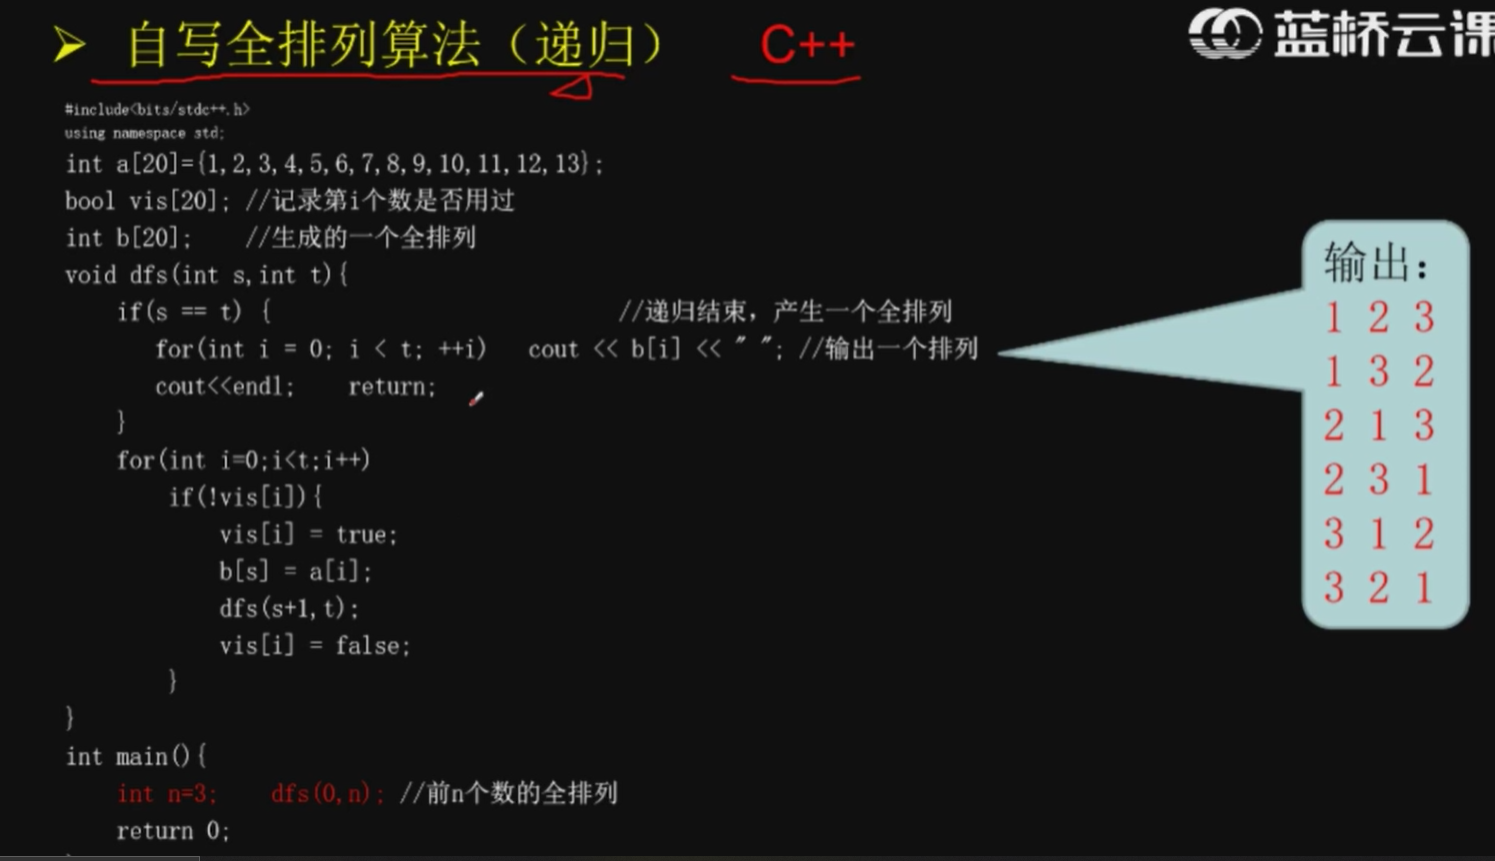 ➤ 自写全排列算法（递归） C++
蓝桥云课
#include<bits/stdc++.h>
using namespace std;
int a[20]={1,2,3,4,5,6,7,8,9,10,11,12,13};
bool vis[20]; //记录第i个数是否用过
int b[20]; //生成的一个全排列
void dfs(int s,int t){
if(s == t) { //递归结束，产生一个全排列
for(int i = 0; i < t; ++i) cout << b[i] << " "; //输出一个排列
cout<<endl; return;
}
for(int i=0;i<t;i++)
if(!vis[i]){
vis[i] = true;
b[s] = a[i];
dfs(s+1,t);
vis[i] = false;
}
}
int main(){
int n=3; dfs(0,n); //前n个数的全排列
return 0;
输出：
1 2 3
1 3 2
2 1 3
2 3 1
3 1 2
3 2 1